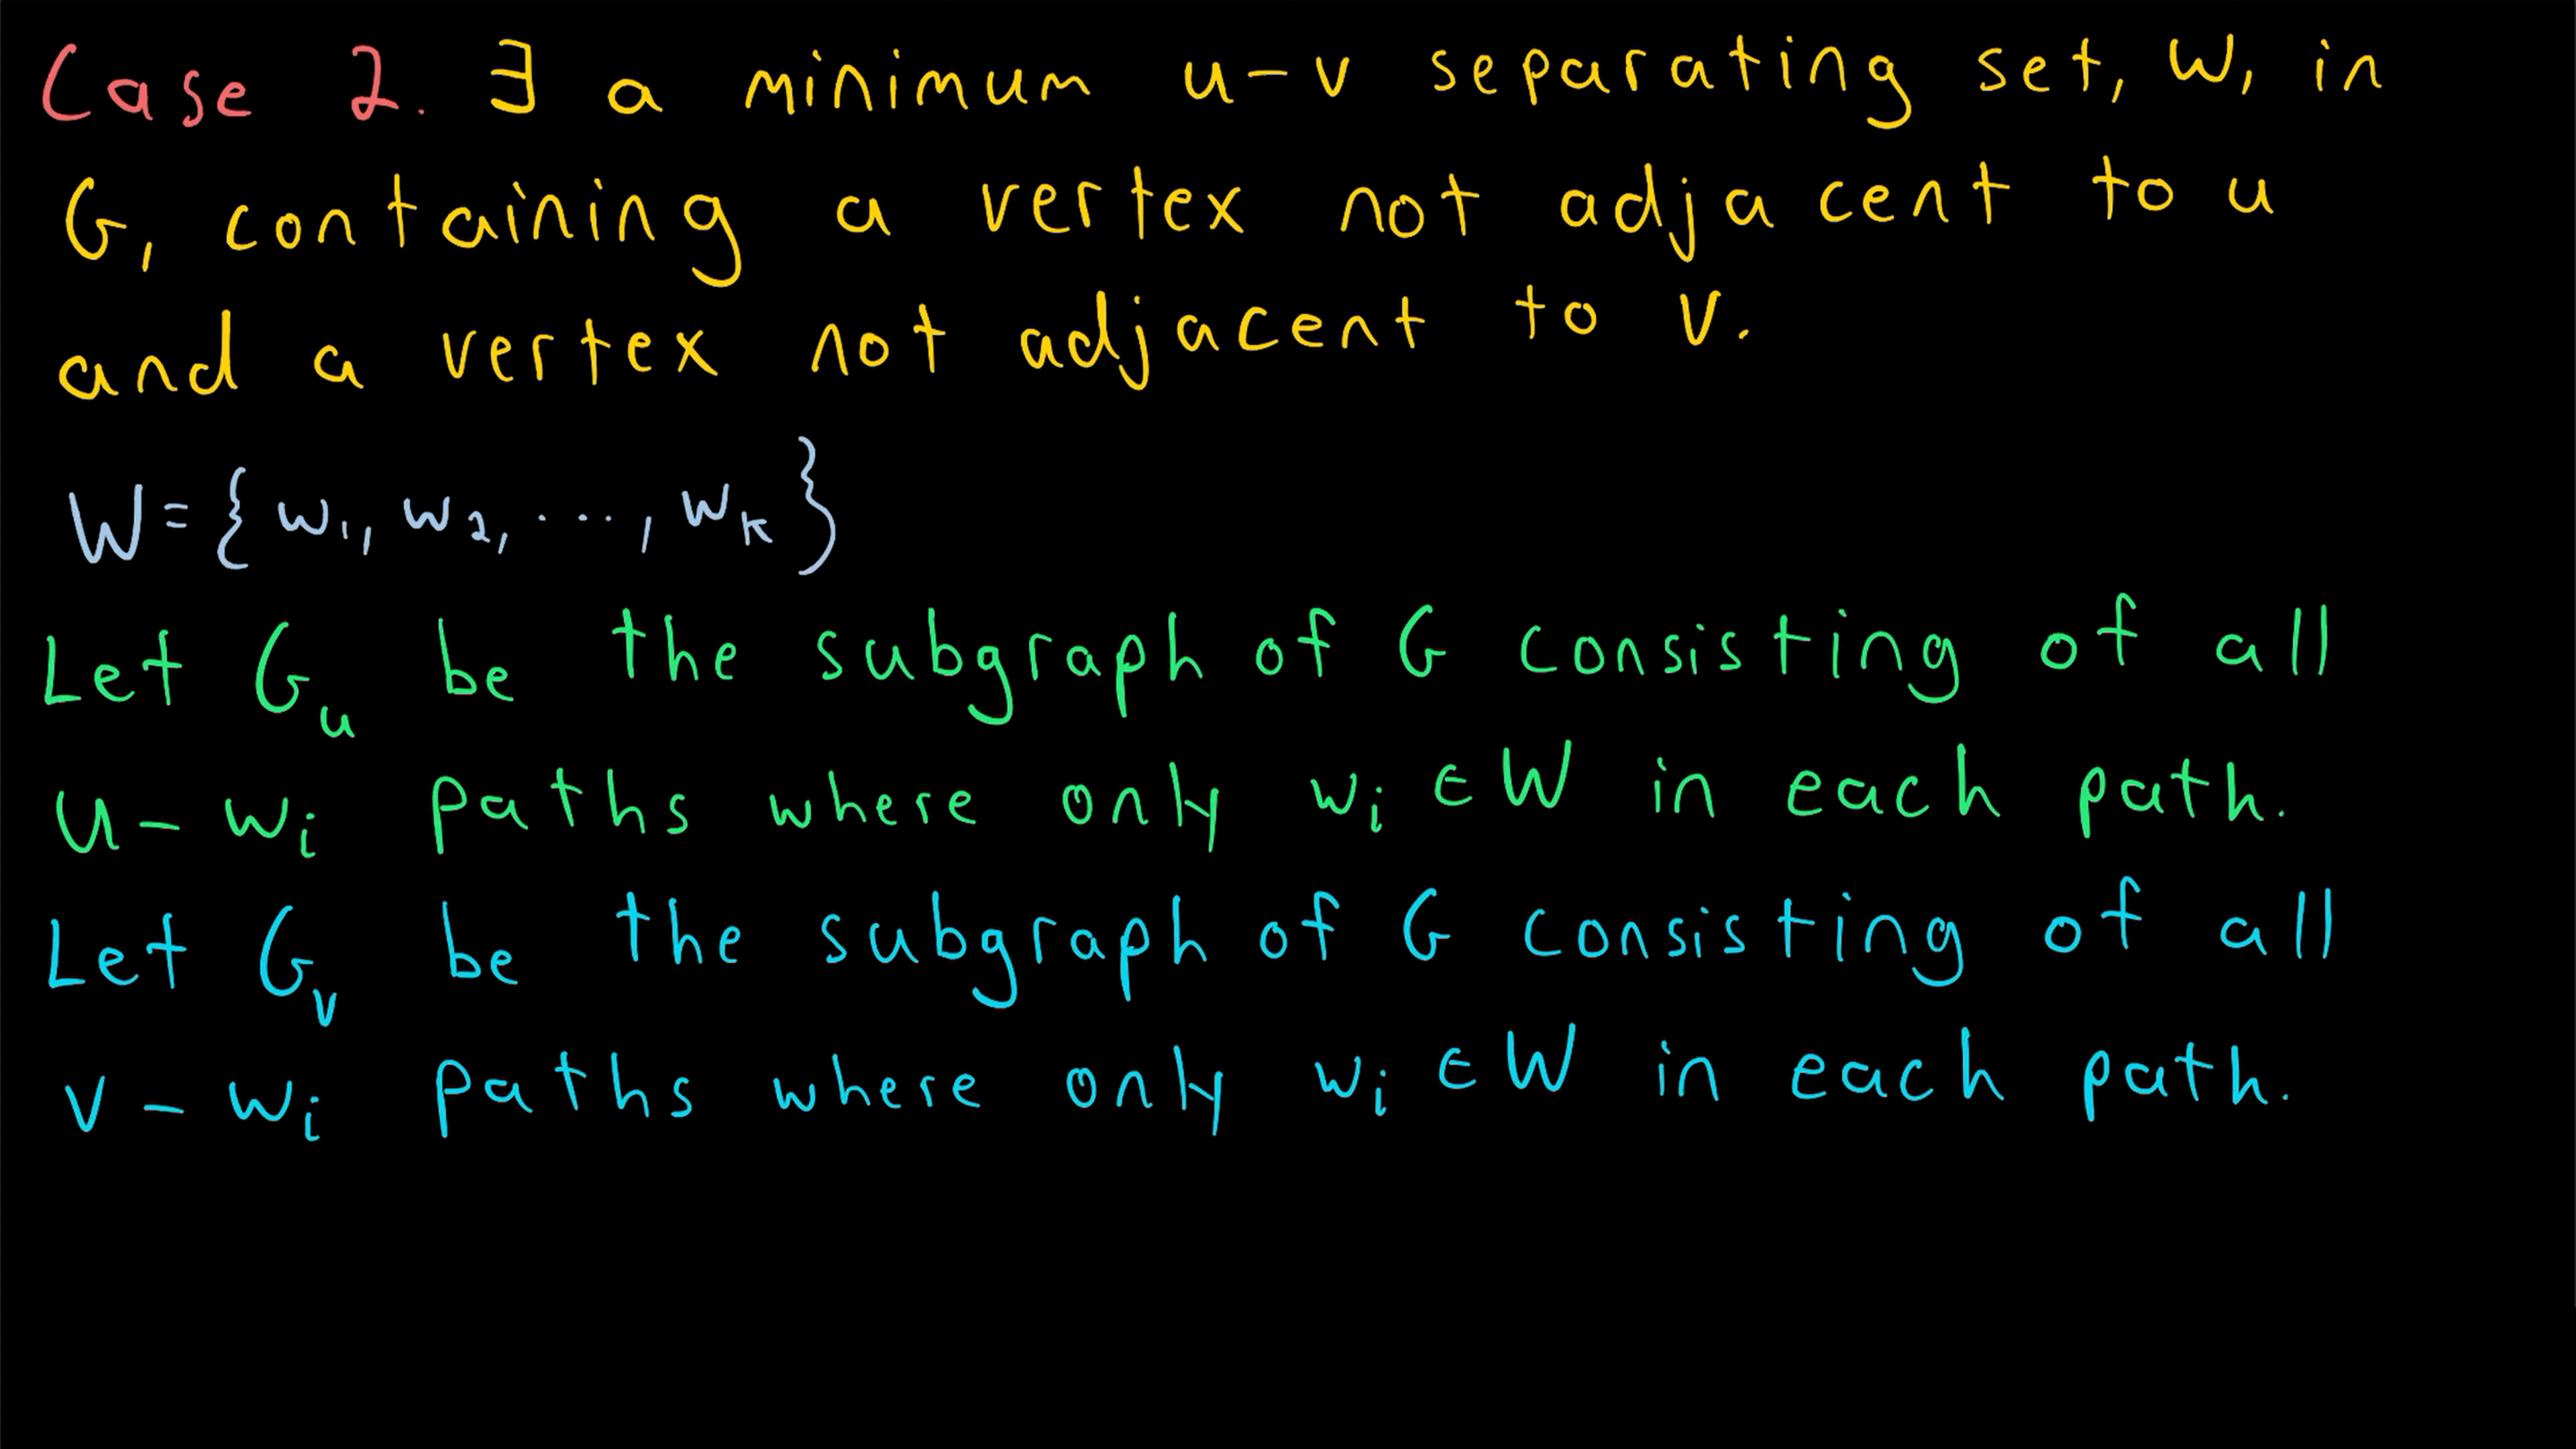 Case 2. ∃ a minimum u-v separating set, W, in
G, containing a vertex not adjacent to u
and a vertex not adjacent to v.
W = { w₁, w₂, ..., wₖ }
Let Gᵤ be the subgraph of G consisting of all
u - wᵢ paths where only wᵢ ∈ W in each path.
Let Gᵥ be the subgraph of G consisting of all
v - wᵢ paths where only wᵢ ∈ W in each path.